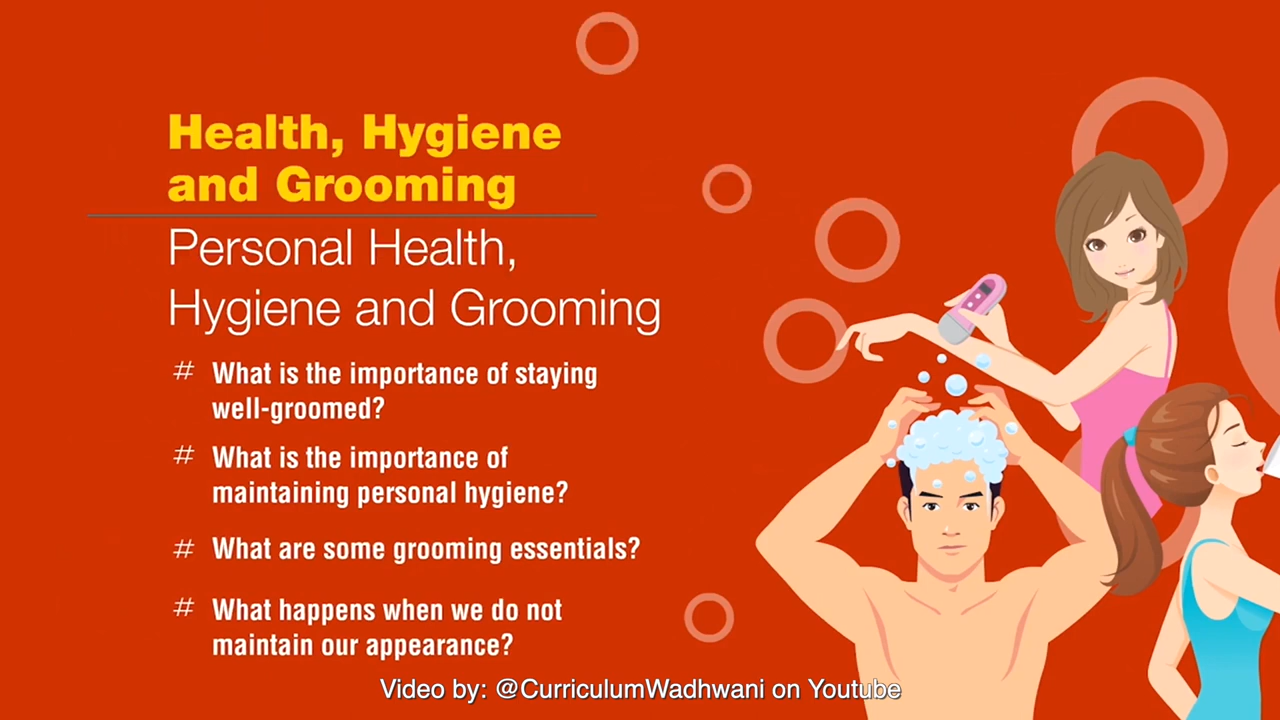 Health, Hygiene
and Grooming
Personal Health,
Hygiene and Grooming
# What is the importance of staying
well-groomed?
# What is the importance of
maintaining personal hygiene?
# What are some grooming essentials?
# What happens when we do not
maintain our appearance?
Video by: @CurriculumWadhwani on Youtube